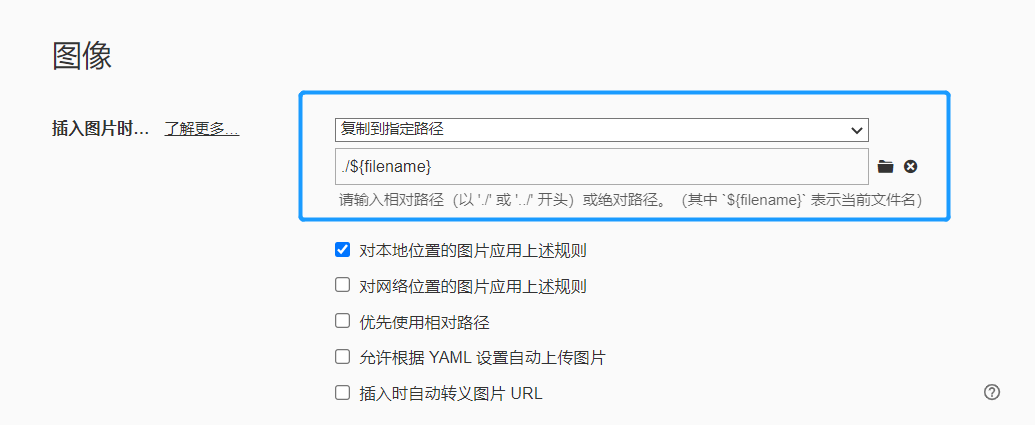 图像
插入图片时... 了解更多...
复制到指定路径
./${filename}
请输入相对路径（以 './' 或 '../' 开头）或绝对路径。（其中 `${filename}` 表示当前文件名）
对本地位置的图片应用上述规则
对网络位置的图片应用上述规则
优先使用相对路径
允许根据 YAML 设置自动上传图片
插入时自动转义图片 URL